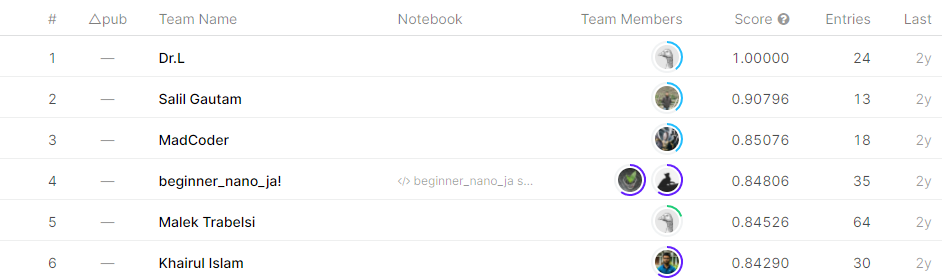 # △pub Team Name Notebook Team Members Score Entries Last
1 — Dr.L 1.00000 24 2y
2 — Salil Gautam 0.90796 13 2y
3 — MadCoder 0.85076 18 2y
4 — beginner_nano_ja! </> beginner_nano_ja s... 0.84806 35 2y
5 — Malek Trabelsi 0.84526 64 2y
6 — Khairul Islam 0.84290 30 2y